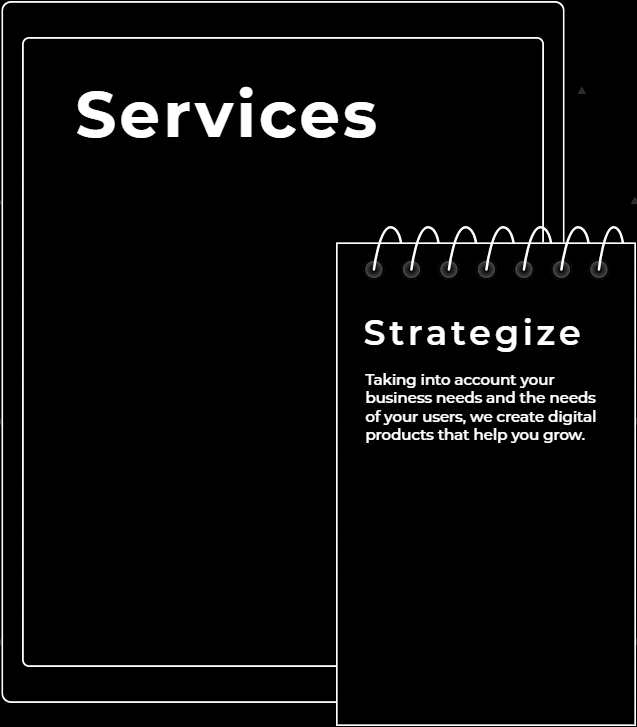 Services
Strategize
Taking into account your
business needs and the needs
of your users, we create digital
products that help you grow.